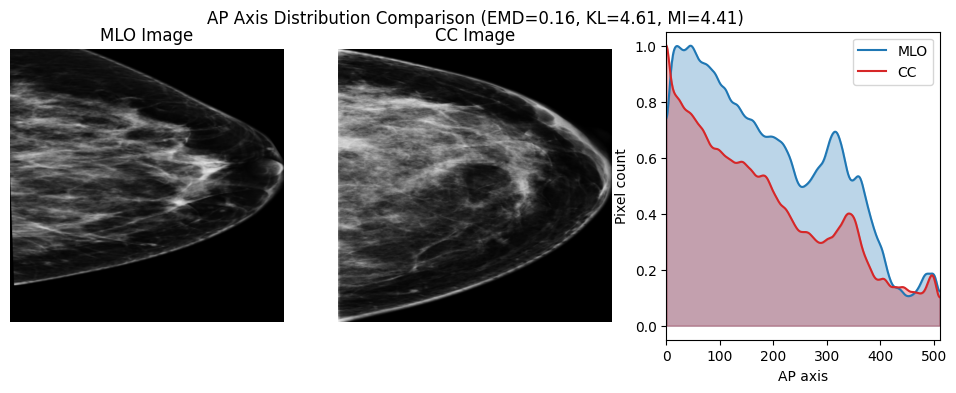 AP Axis Distribution Comparison (EMD=0.16, KL=4.61, MI=4.41)
MLO Image
CC Image
MLO
CC
Pixel count
1.0
0.8
0.6
0.4
0.2
0.0
0 100 200 300 400 500
AP axis